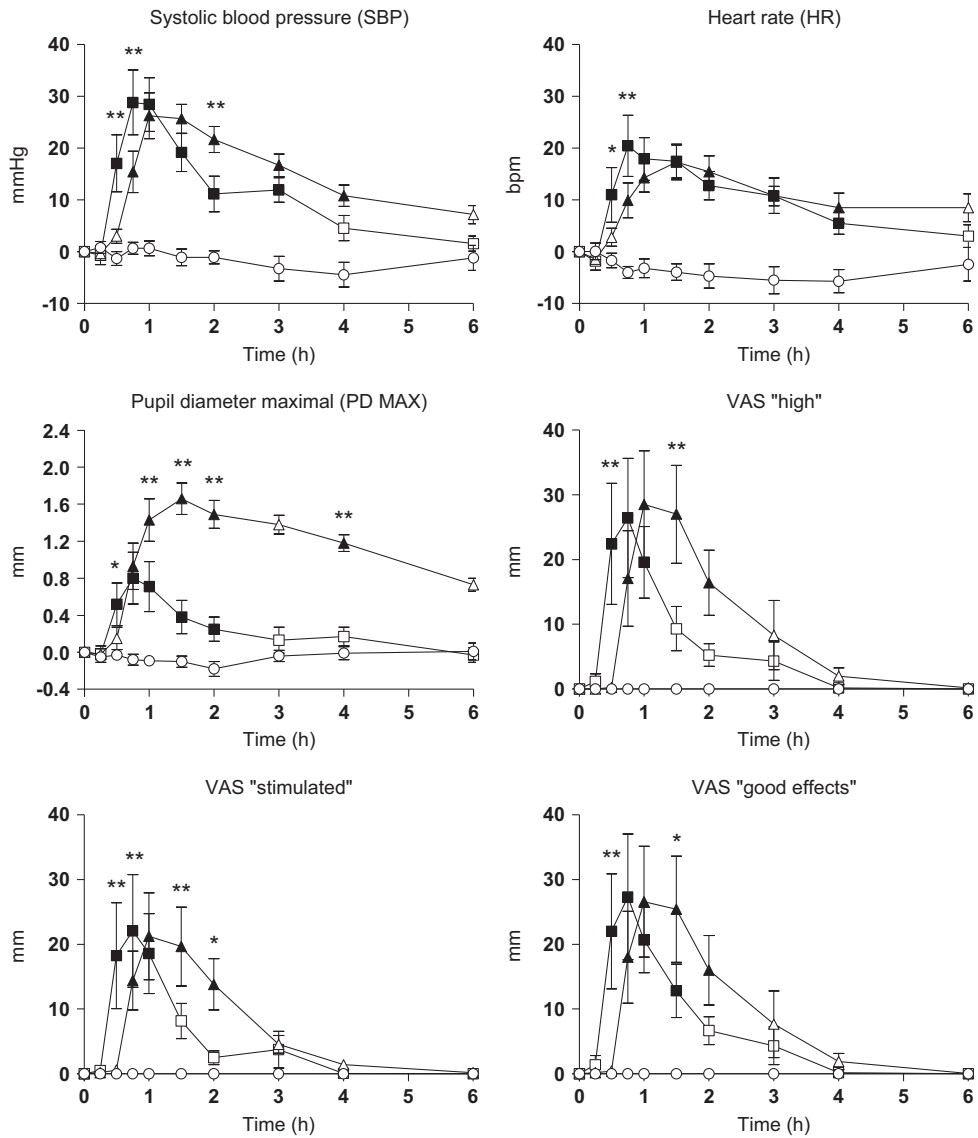 Systolic blood pressure (SBP)
40
30
20
10
0
-10
mmHg
** ** **
0 1 2 3 4 5 6
Time (h)
Heart rate (HR)
40
30
20
10
0
-10
bpm
* **
0 1 2 3 4 5 6
Time (h)
Pupil diameter maximal (PD MAX)
2.4
2.0
1.6
1.2
0.8
0.4
0.0
-0.4
mm
* ** ** ** **
0 1 2 3 4 5 6
Time (h)
VAS "high"
40
30
20
10
0
mm
** **
0 1 2 3 4 5 6
Time (h)
VAS "stimulated"
40
30
20
10
0
mm
** ** ** *
0 1 2 3 4 5 6
Time (h)
VAS "good effects"
40
30
20
10
0
mm
** *
0 1 2 3 4 5 6
Time (h)